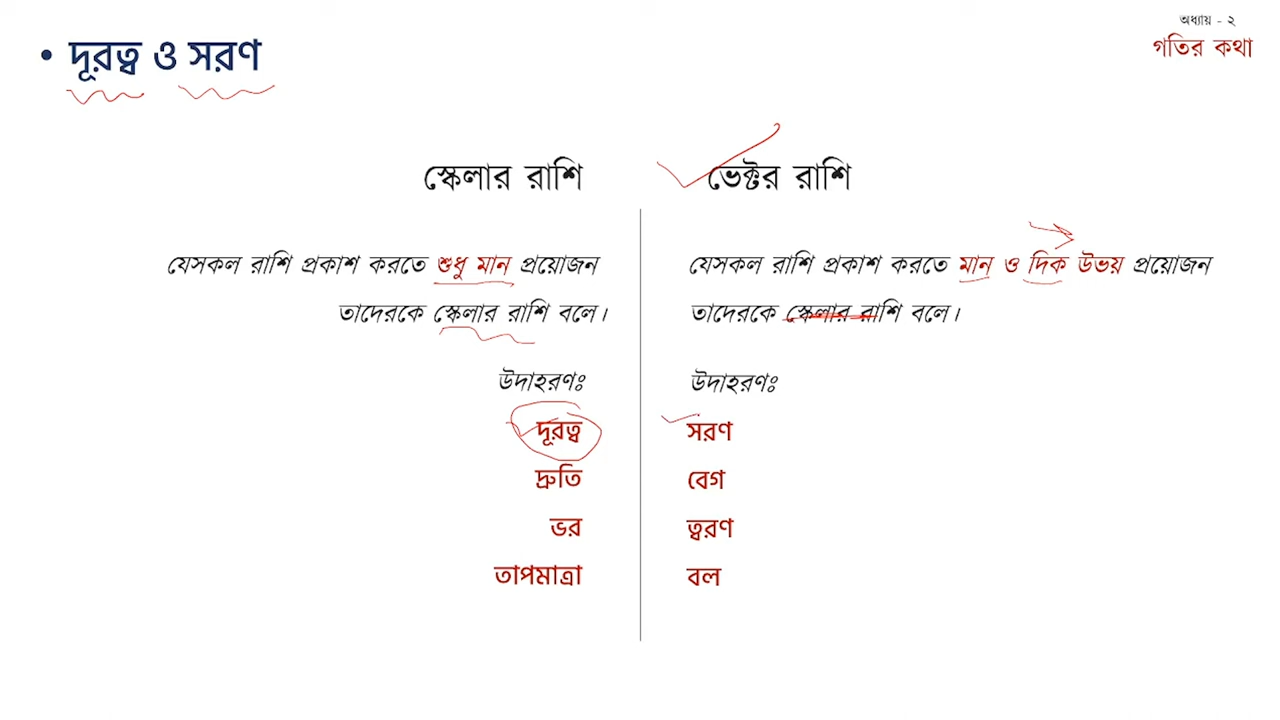 অধ্যায় - ২
গতির কথা
• দূরত্ব ও সরণ
স্কেলার রাশি
যেসকল রাশি প্রকাশ করতে শুধু মান প্রয়োজন
তাদেরকে স্কেলার রাশি বলে।
উদাহরণঃ
দূরত্ব
দ্রুতি
ভর
তাপমাত্রা
ভেক্টর রাশি
যেসকল রাশি প্রকাশ করতে মান ও দিক উভয় প্রয়োজন
তাদেরকে স্কেলার রাশি বলে।
উদাহরণঃ
সরণ
বেগ
ত্বরণ
বল